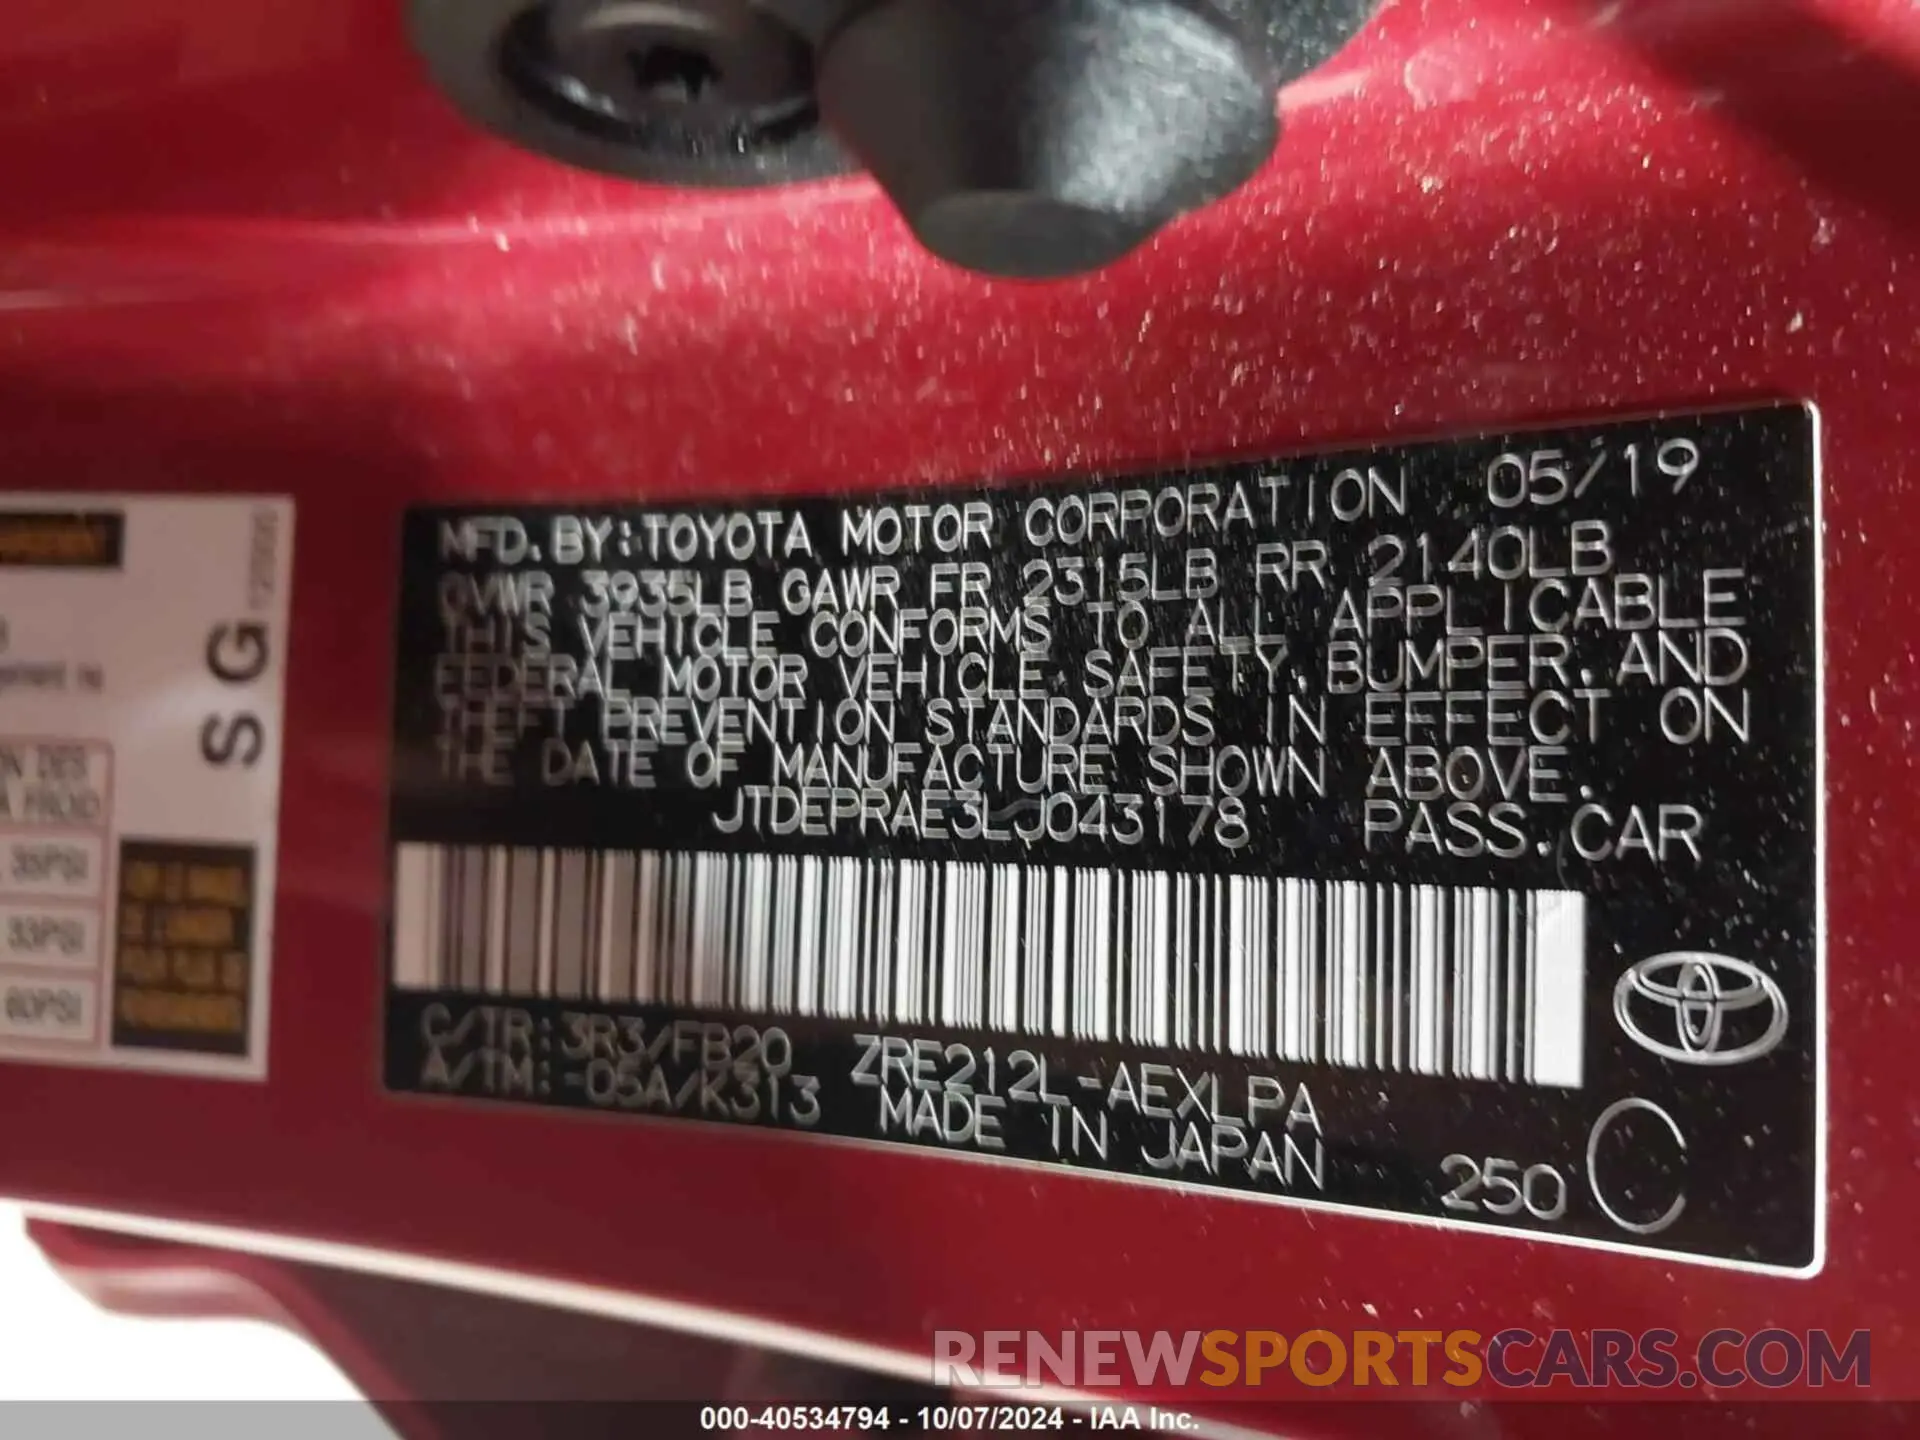 MFD. BY: TOYOTA MOTOR CORPORATION 05/19
GVWR 3935LB GAWR FR 2315LB RR 2140LB
THIS VEHICLE CONFORMS TO ALL APPLICABLE
FEDERAL MOTOR VEHICLE SAFETY, BUMPER, AND
THEFT PREVENTION STANDARDS IN EFFECT ON
THE DATE OF MANUFACTURE SHOWN ABOVE.
JTDEPRAE3LJ043178 PASS. CAR
C/TR: 3R3/FB20 ZRE212L-AEXLPA
A/TM: -05A/K313 MADE IN JAPAN
250 C
SG
N DES
35PSI
33PSI
60PSI
RENEWSPORTSCARS.COM
000-40534794 - 10/07/2024 - IAA Inc.